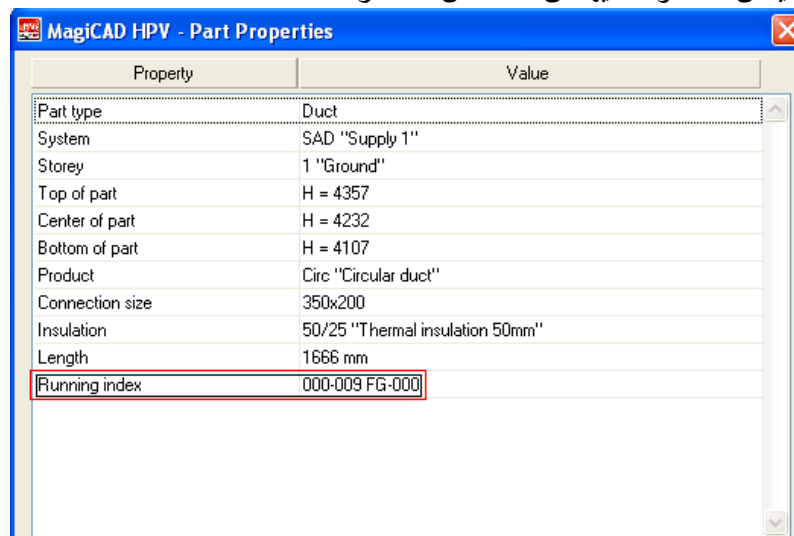 MagiCAD HPV - Part Properties
Property Value
Part type Duct
System SAD "Supply 1"
Storey 1 "Ground"
Top of part H = 4357
Center of part H = 4232
Bottom of part H = 4107
Product Circ "Circular duct"
Connection size 350x200
Insulation 50/25 "Thermal insulation 50mm"
Length 1666 mm
Running index 000-009 FG-000